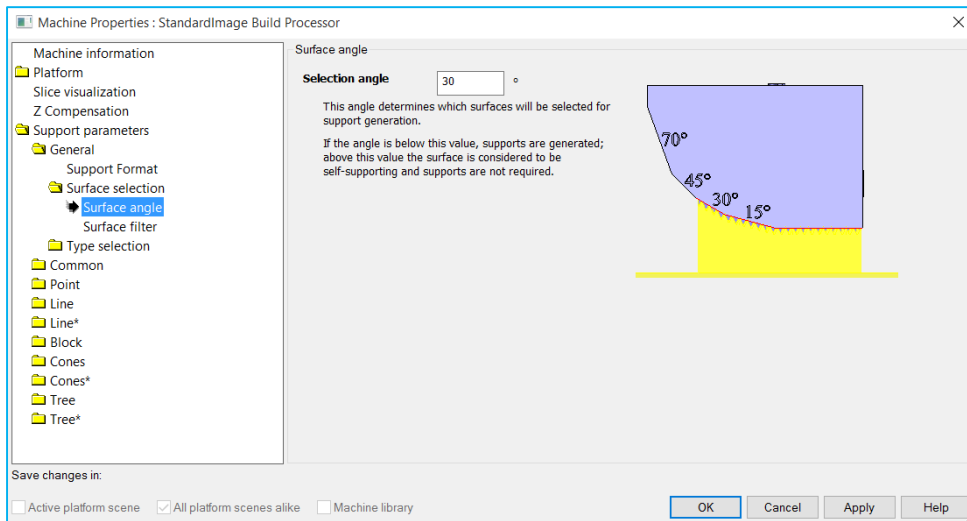 Machine Properties : StandardImage Build Processor
Machine information
Platform
Slice visualization
Z Compensation
Support parameters
General
Support Format
Surface selection
Surface angle
Surface filter
Type selection
Common
Point
Line
Line*
Block
Cones
Cones*
Tree
Tree*
Surface angle
Selection angle 30 °
This angle determines which surfaces will be selected for
support generation.
If the angle is below this value, supports are generated;
above this value the surface is considered to be
self-supporting and supports are not required.
70°
45°
30°
15°
Save changes in:
Active platform scene All platform scenes alike Machine library
OK Cancel Apply Help